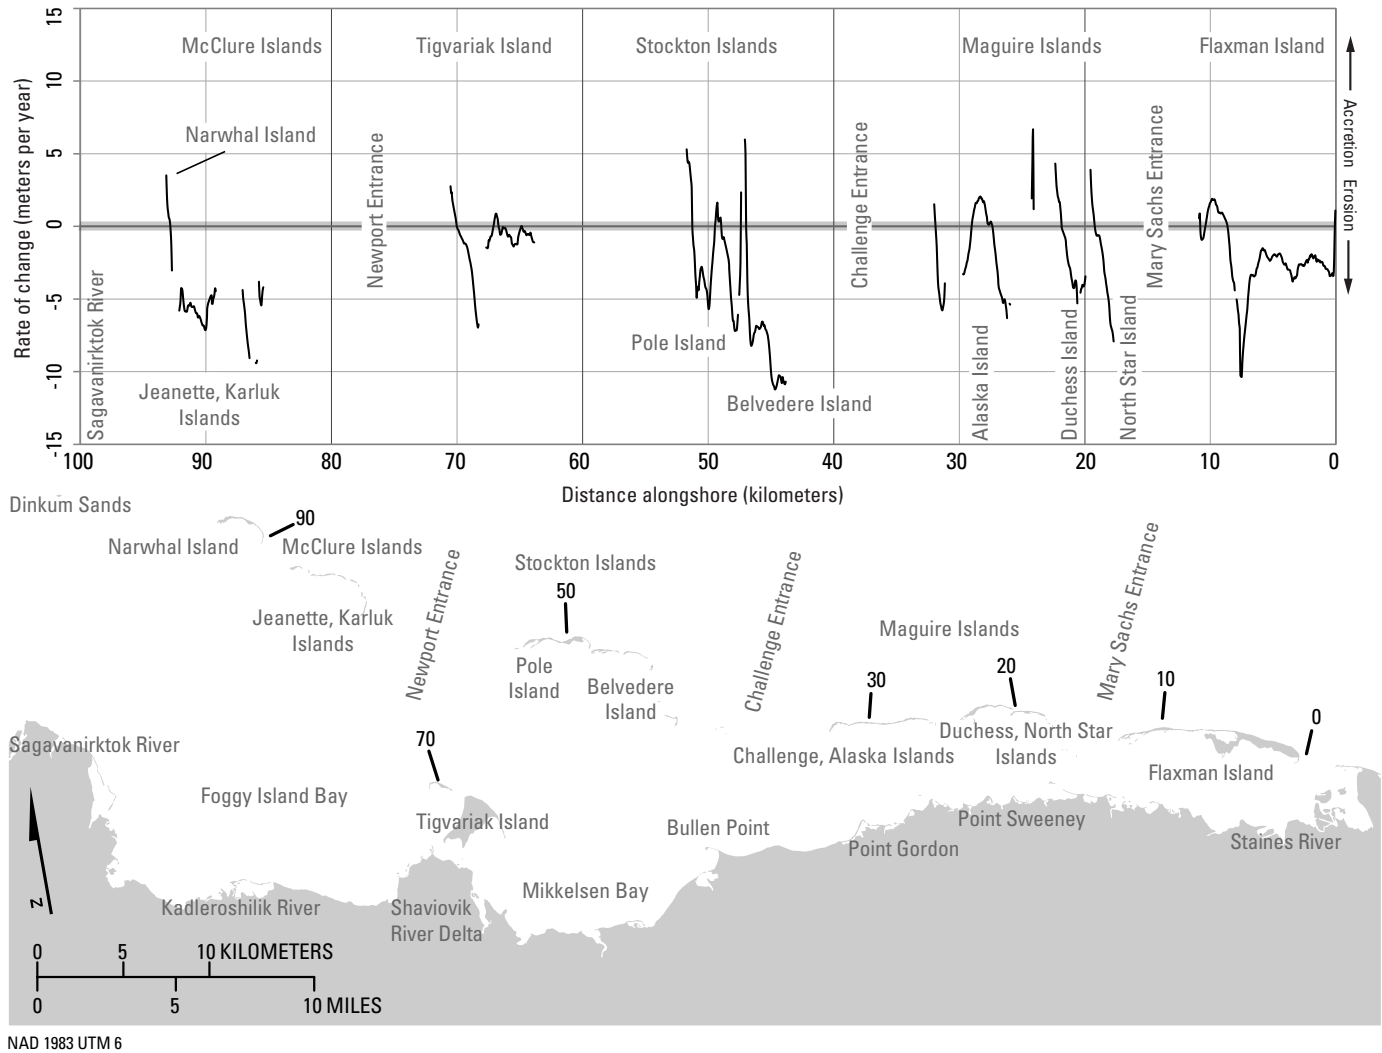 15
10
5
0
-5
-10
-15
Rate of change (meters per year)
McClure Islands
Tigvariak Island
Stockton Islands
Maguire Islands
Flaxman Island
Narwhal Island
Newport Entrance
Challenge Entrance
Mary Sachs Entrance
Accretion
Erosion
Sagavanirktok River
Jeanette, Karluk
Islands
Pole Island
Belvedere Island
Alaska Island
Duchess Island
North Star Island
100 90 80 70 60 50 40 30 20 10 0
Distance alongshore (kilometers)
Dinkum Sands
90
Narwhal Island
McClure Islands
Jeanette, Karluk
Islands
Newport Entrance
Stockton Islands
50
Pole
Island
Belvedere
Island
Challenge Entrance
Maguire Islands
Mary Sachs Entrance
30
20
10
0
Challenge, Alaska Islands
Duchess, North Star
Islands
Flaxman Island
Sagavanirktok River
70
Foggy Island Bay
Tigvariak Island
Bullen Point
Point Gordon
Point Sweeney
Staines River
Mikkelsen Bay
Kadleroshilik River
Shaviovik
River Delta
N
0 5 10 KILOMETERS
0 5 10 MILES
NAD 1983 UTM 6